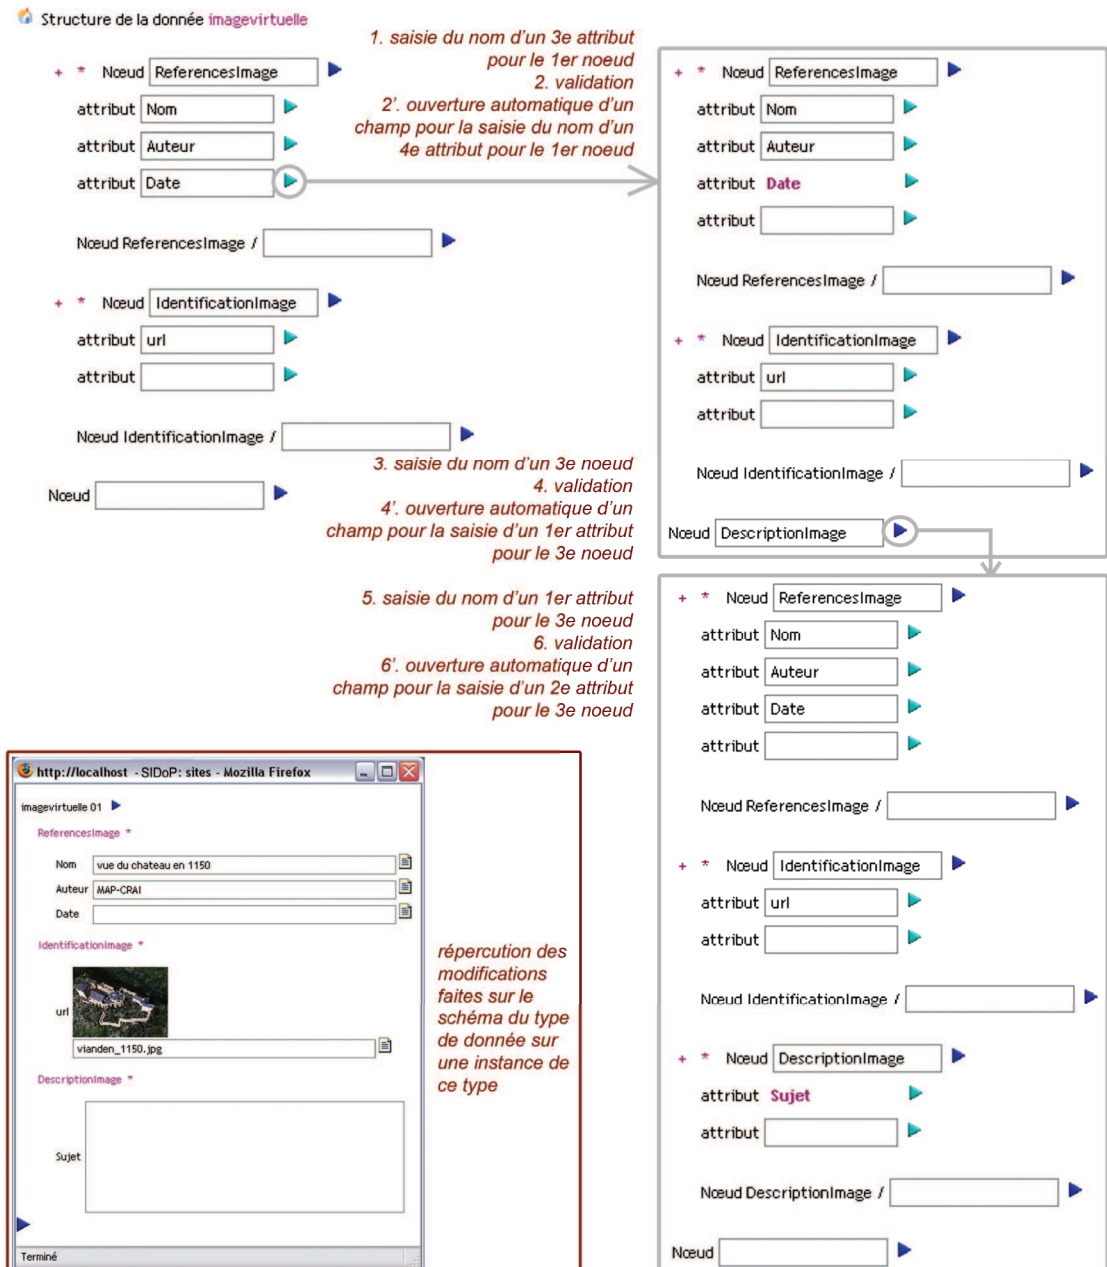 Structure de la donnée imagevirtuelle
+ * Nœud ReferencesImage
attribut Nom
attribut Auteur
attribut Date
Nœud ReferencesImage /
+ * Nœud IdentificationImage
attribut url
attribut
Nœud IdentificationImage /
Nœud
1. saisie du nom d'un 3e attribut
pour le 1er noeud
2. validation
2'. ouverture automatique d'un
champ pour la saisie du nom d'un
4e attribut pour le 1er noeud
+ * Nœud ReferencesImage
attribut Nom
attribut Auteur
attribut Date
attribut
Nœud ReferencesImage /
+ * Nœud IdentificationImage
attribut url
attribut
Nœud IdentificationImage /
Nœud DescriptionImage
3. saisie du nom d'un 3e noeud
4. validation
4'. ouverture automatique d'un
champ pour la saisie d'un 1er attribut
pour le 3e noeud
5. saisie du nom d'un 1er attribut
pour le 3e noeud
6. validation
6'. ouverture automatique d'un
champ pour la saisie d'un 2e attribut
pour le 3e noeud
+ * Nœud ReferencesImage
attribut Nom
attribut Auteur
attribut Date
attribut
Nœud ReferencesImage /
+ * Nœud IdentificationImage
attribut url
attribut
Nœud IdentificationImage /
+ * Nœud DescriptionImage
attribut Sujet
attribut
Nœud DescriptionImage /
Nœud
http://localhost - SIDoP: sites - Mozilla Firefox
imagevirtuelle 01
ReferencesImage *
Nom vue du chateau en 1150
Auteur MAP-CRAI
Date
IdentificationImage *
url
vianden_1150.jpg
DescriptionImage *
Sujet
Terminé
répercution des
modifications
faites sur le
schéma du type
de donnée sur
une instance de
ce type